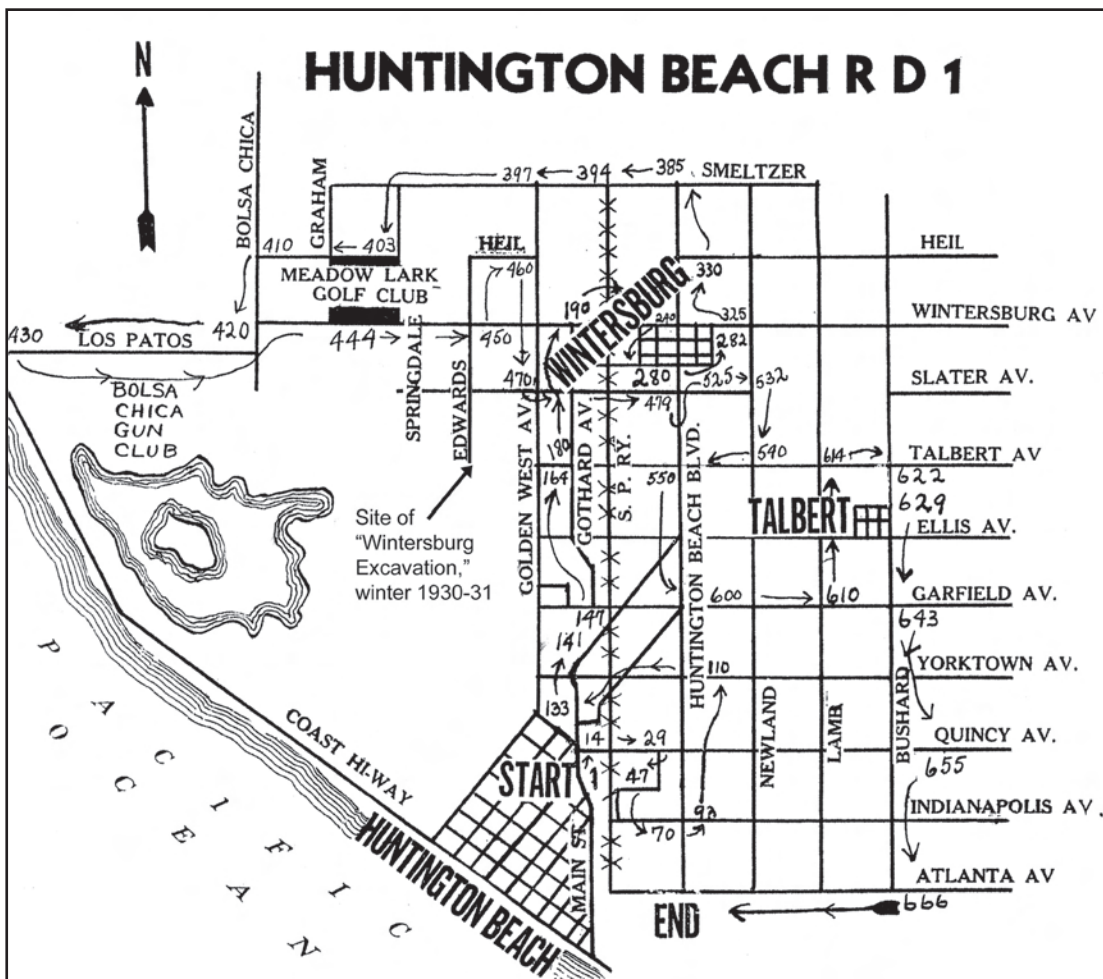 HUNTINGTON BEACH R D 1
N
BOLSA CHICA
GRAHAM
397
394
385
SMELTZER
410
403
HEIL
HEIL
MEADOW LARK
GOLF CLUB
460
190
WINTERSBURG
330
240
325
WINTERSBURG AV
430
LOS PATOS
420
444
450
282
BOLSA
CHICA
GUN
CLUB
SPRINGDALE
EDWARDS
470
280
525
532
SLATER AV.
479
GOLDEN WEST AV.
GOTHARD AV.
S. P. RY.
HUNTINGTON BEACH BLVD.
180
164
550
590
614
TALBERT AV
622
629
TALBERT
ELLIS AV.
Site of
"Wintersburg
Excavation,"
winter 1930-31
147
600
610
GARFIELD AV.
643
141
110
YORKTOWN AV.
133
NEWLAND
LAMB
BUSHARD
14
29
QUINCY AV.
START
1
47
655
COAST HI-WAY
PACIFIC
OCEAN
70
92
INDIANAPOLIS AV.
MAIN ST.
HUNTINGTON BEACH
ATLANTA AV
666
END